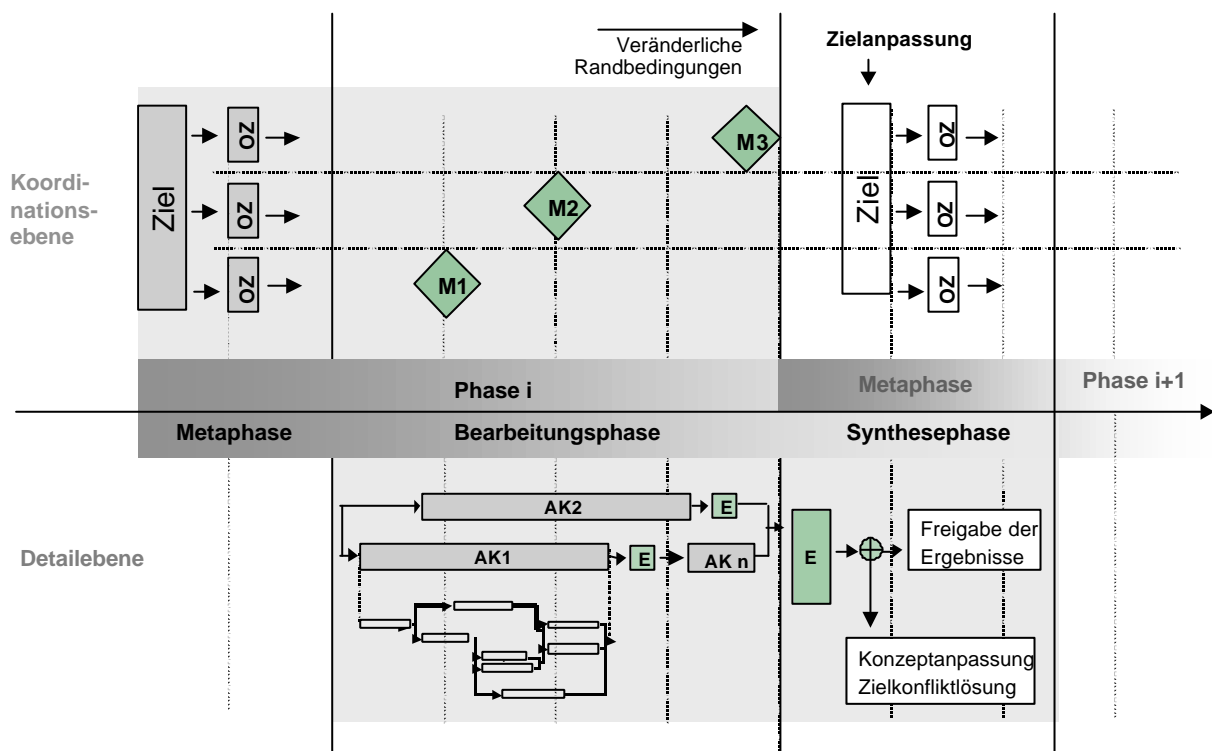 Veränderliche
Randbedingungen
Zielanpassung
Koordi-
nations-
ebene
Ziel
OZ
OZ
OZ
M1
M2
M3
Ziel
OZ
OZ
OZ
Phase i
Metaphase
Phase i+1
Metaphase
Bearbeitungsphase
Synthesephase
Detailebene
AK2
E
AK1
E
AK n
E
Freigabe der
Ergebnisse
Konzeptanpassung
Zielkonfliktlösung